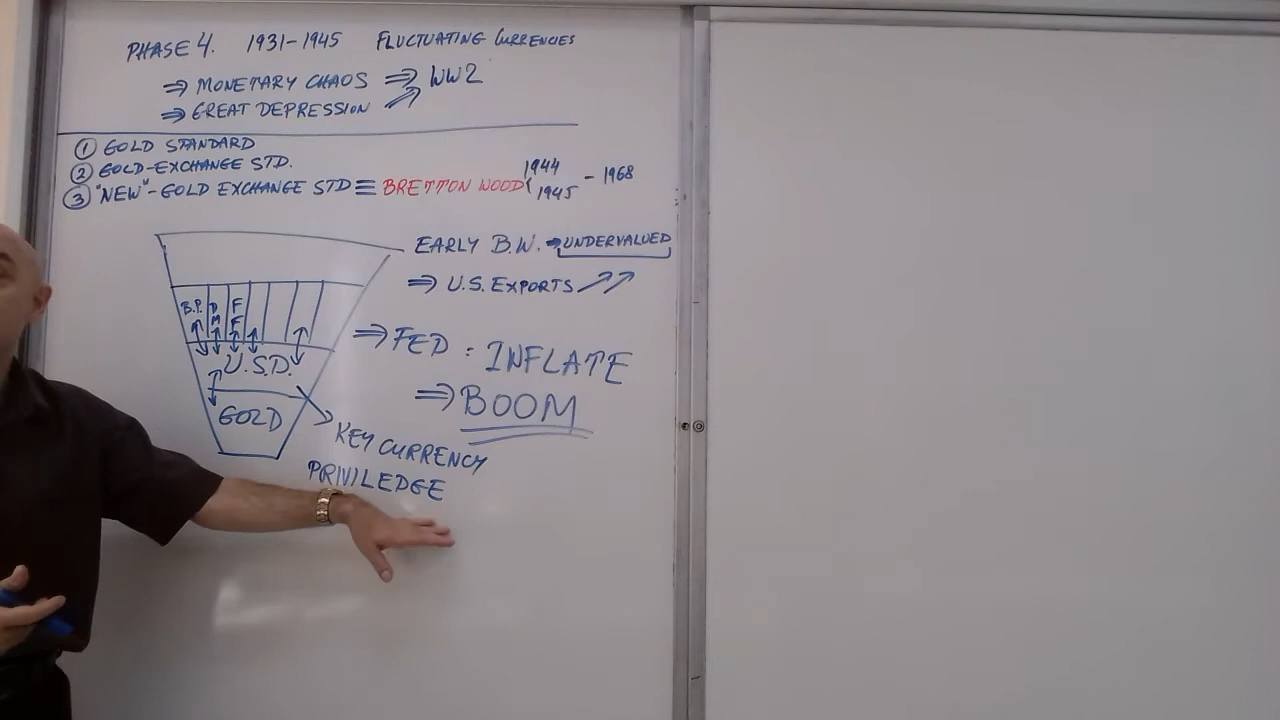 PHASE 4. 1931-1945 FLUCTUATING CURRENCIES
⇒ MONETARY CHAOS ⇒ WW2
⇒ GREAT DEPRESSION
① GOLD STANDARD
② GOLD-EXCHANGE STD.
③ "NEW"-GOLD EXCHANGE STD ≡ BRETTON WOOD 1944
1945 - 1968
EARLY B.W. → UNDERVALUED
⇒ U.S. EXPORTS ↗↗
B.P. DM FF
⇒ FED : INFLATE
U.S.D.
⇒ BOOM
GOLD
KEY CURRENCY
PRIVILEDGE